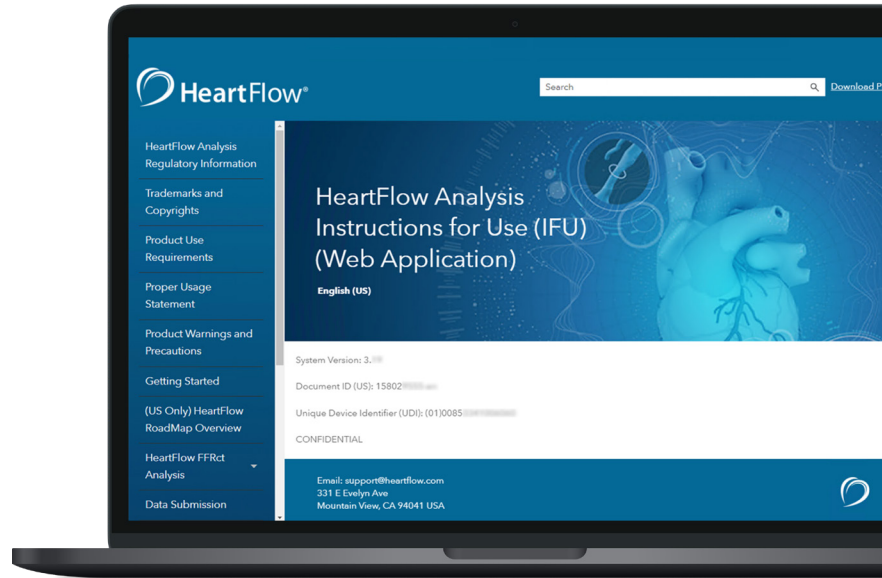 HeartFlow®
Search
Download P
HeartFlow Analysis
Regulatory Information
Trademarks and
Copyrights
Product Use
Requirements
Proper Usage
Statement
Product Warnings and
Precautions
Getting Started
(US Only) HeartFlow
RoadMap Overview
HeartFlow FFRct
Analysis
Data Submission
HeartFlow Analysis
Instructions for Use (IFU)
(Web Application)
English (US)
System Version: 3.
Document ID (US): 15802
Unique Device Identifier (UDI): (01)0085
CONFIDENTIAL
Email: support@heartflow.com
331 E Evelyn Ave
Mountain View, CA 94041 USA